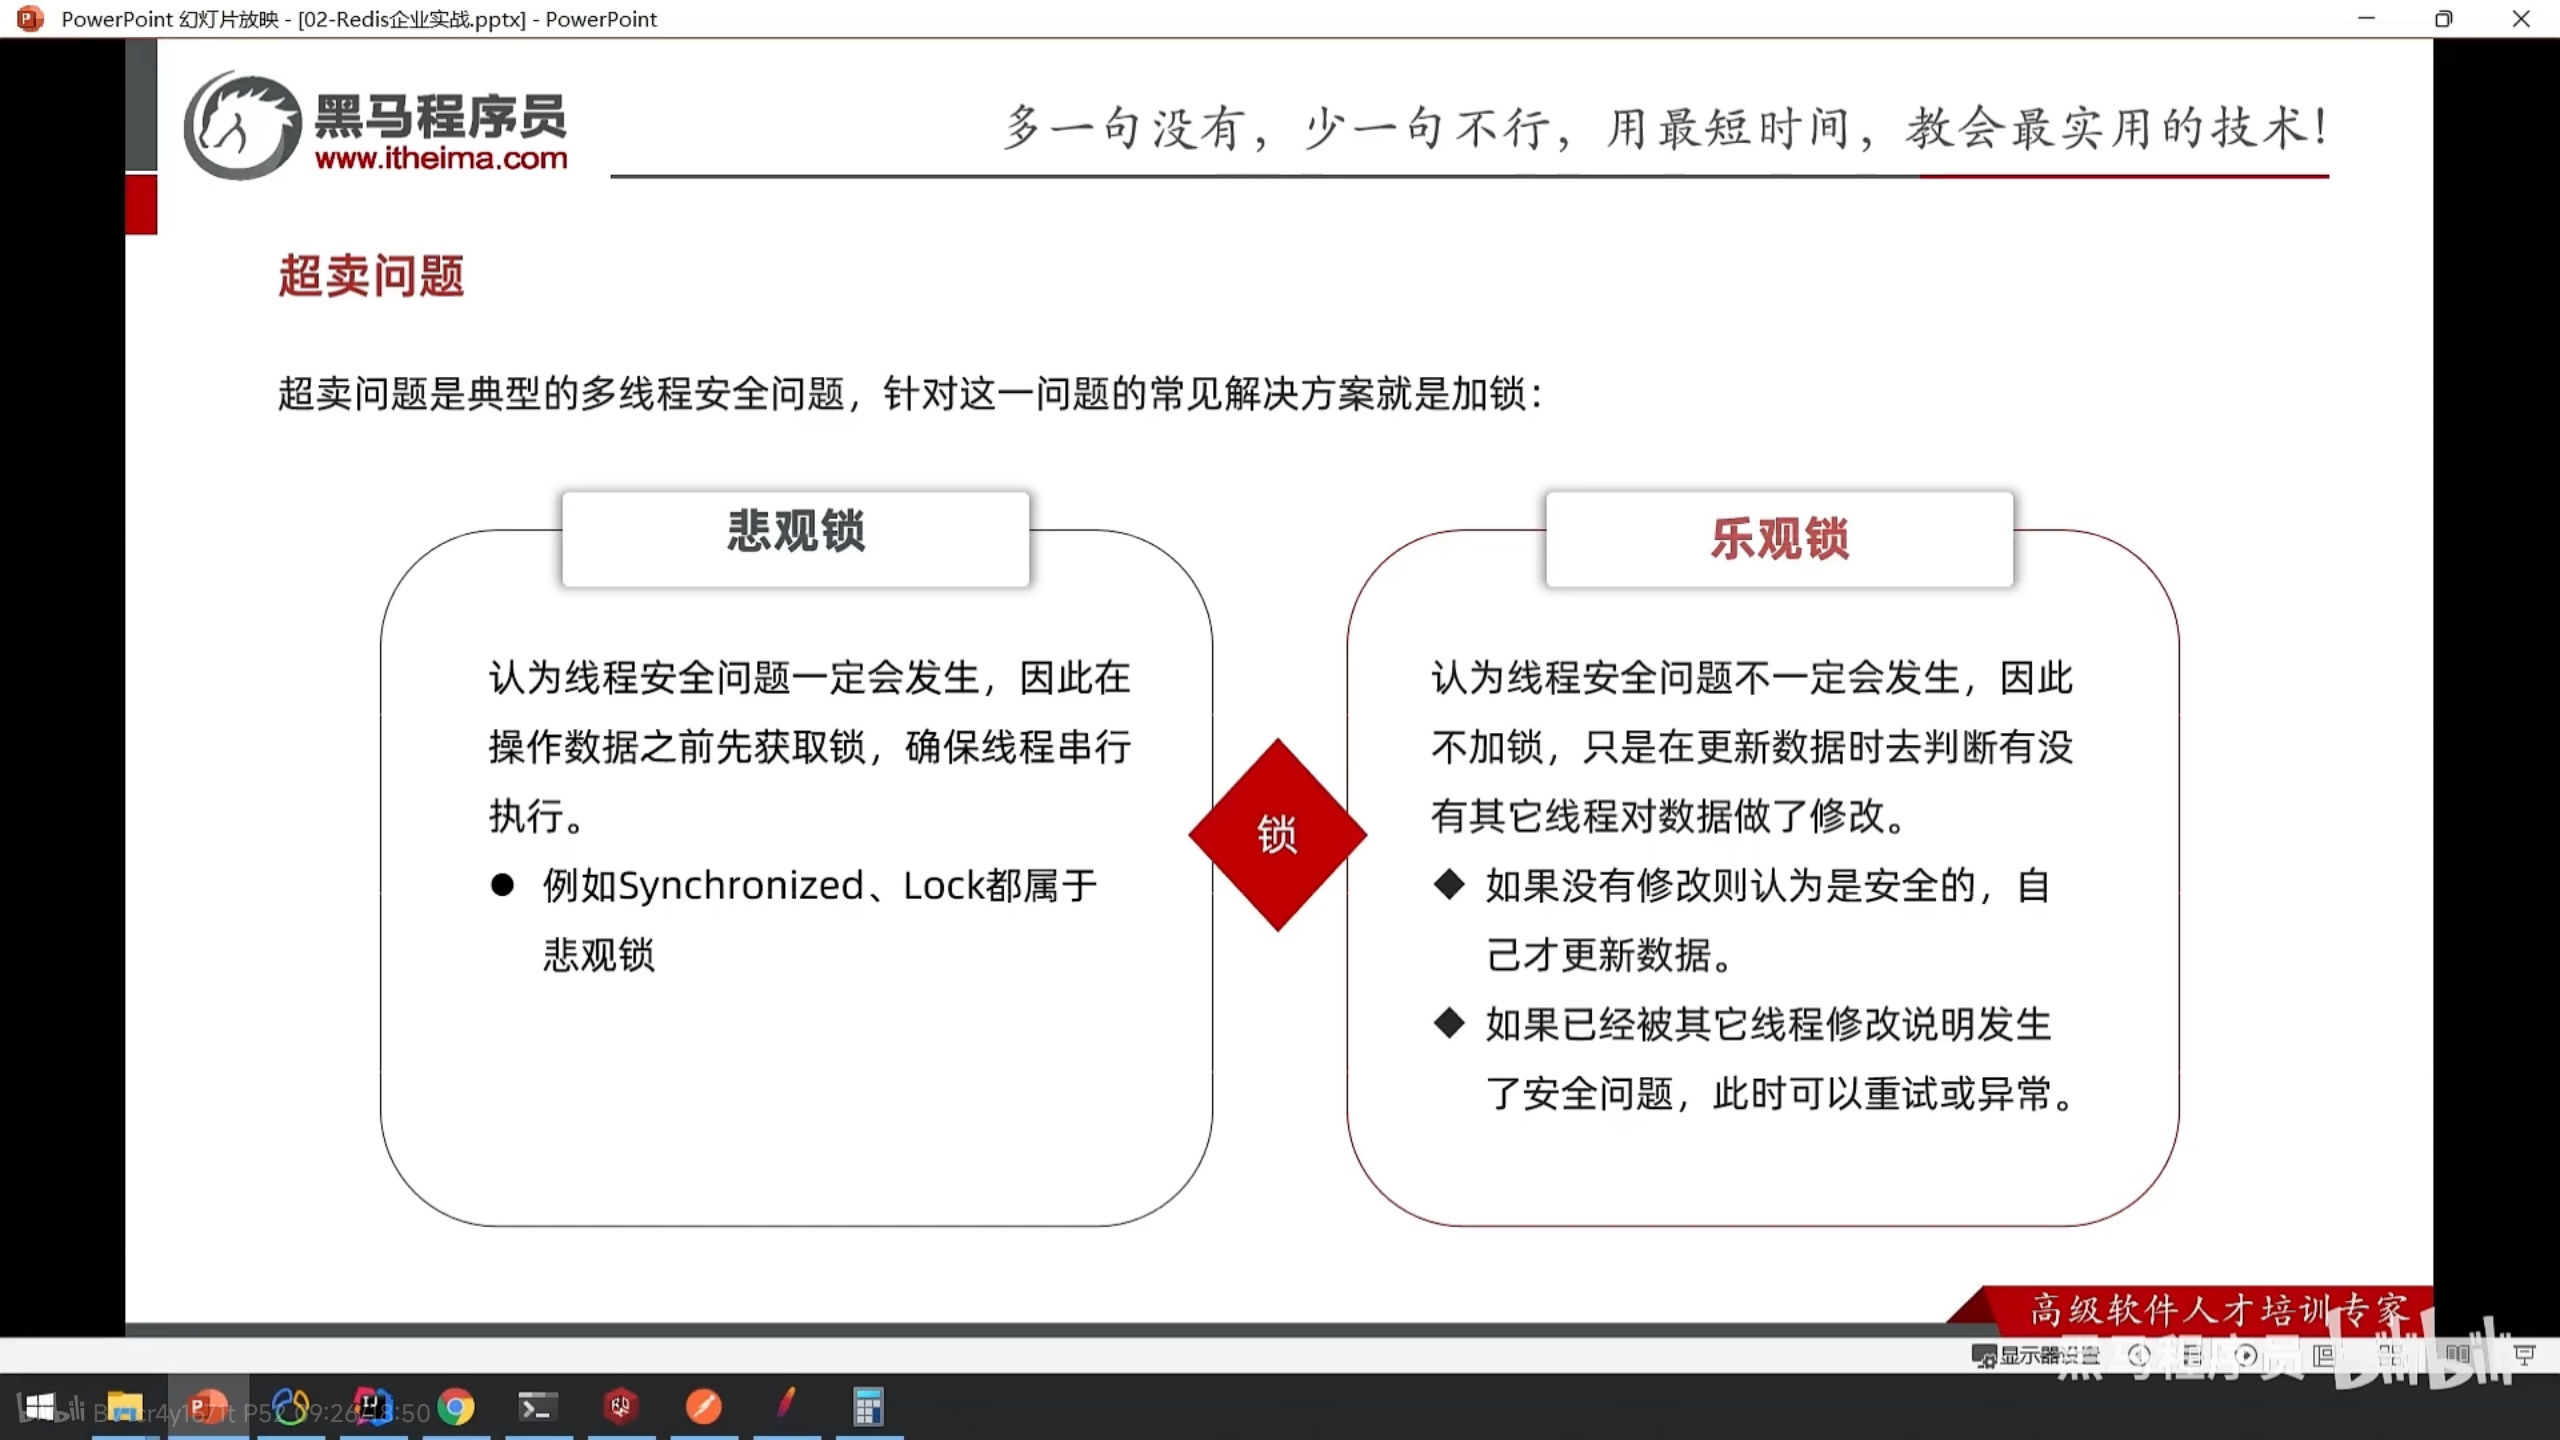 PowerPoint 幻灯片放映 - [02-Redis企业实战.pptx] - PowerPoint
黑马程序员
www.itheima.com
多一句没有，少一句不行，用最短时间，教会最实用的技术！
超卖问题
超卖问题是典型的多线程安全问题，针对这一问题的常见解决方案就是加锁：
悲观锁
认为线程安全问题一定会发生，因此在
操作数据之前先获取锁，确保线程串行
执行。
● 例如Synchronized、Lock都属于
悲观锁
锁
乐观锁
认为线程安全问题不一定会发生，因此
不加锁，只是在更新数据时去判断有没
有其它线程对数据做了修改。
◆ 如果没有修改则认为是安全的，自
己才更新数据。
◆ 如果已经被其它线程修改说明发生
了安全问题，此时可以重试或异常。
高级软件人才培训专家
显示器设置
黑马程序员 bilibili
P52 09:26/18:50